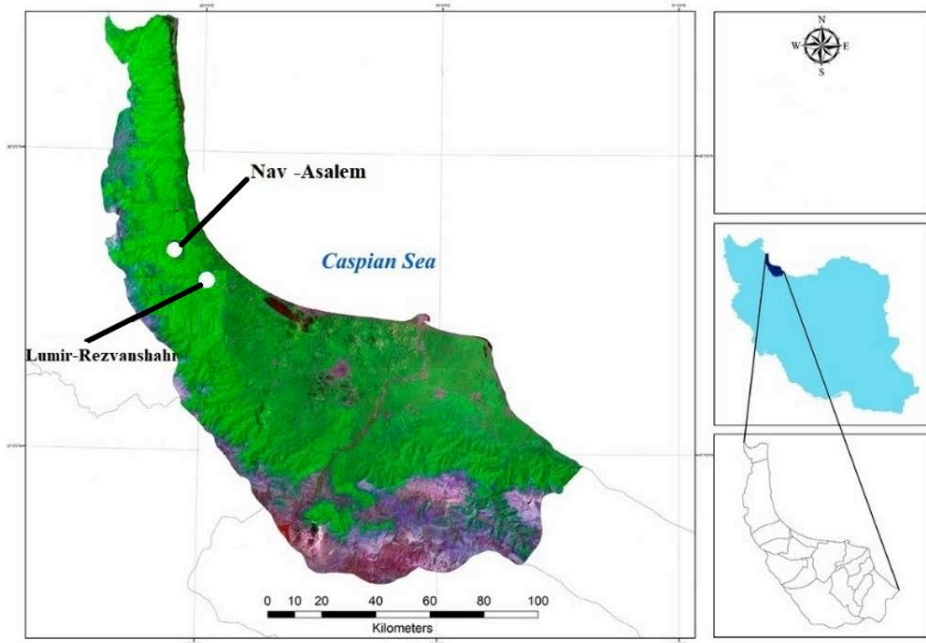 N
W E
S
Nav -Asalem
Caspian Sea
Lumir-Rezvanshahr
0 10 20 40 60 80 100
Kilometers